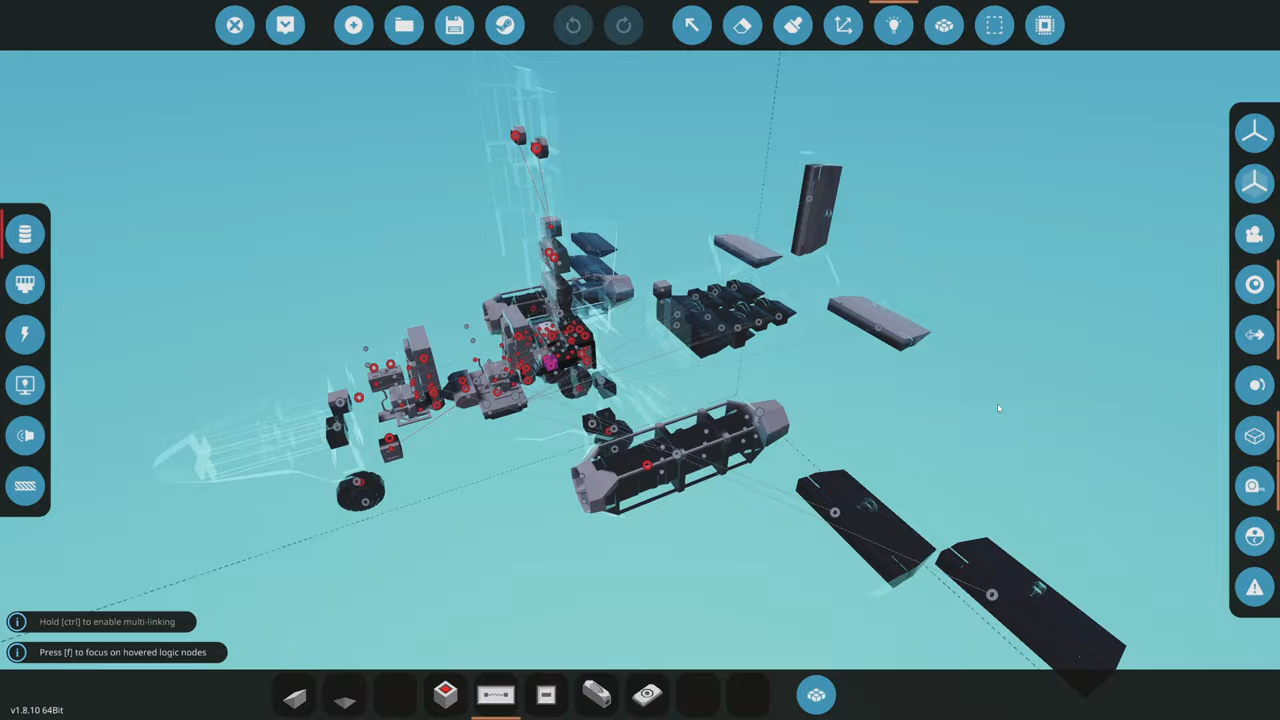 Hold [ctrl] to enable multi-linking
Press [f] to focus on hovered logic nodes
v1.8.10 64Bit